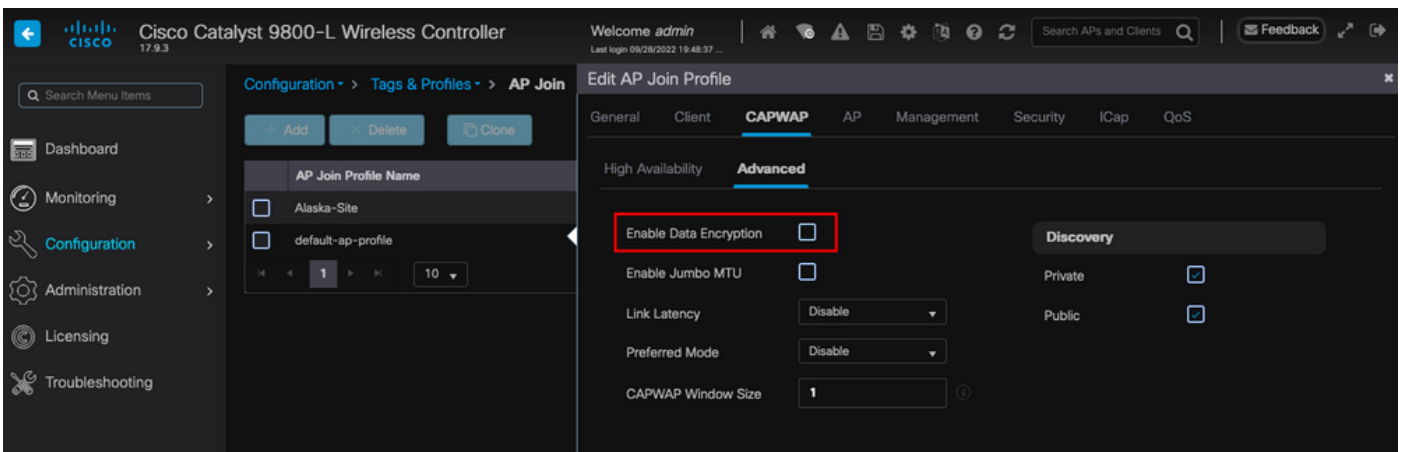 cisco
Cisco Catalyst 9800-L Wireless Controller
17.9.3
Welcome admin
Last login 09/28/2022 19:48:37 ...
Search APs and Clients
Feedback
Search Menu Items
Dashboard
Monitoring
Configuration
Administration
Licensing
Troubleshooting
Configuration > Tags & Profiles > AP Join
+ Add
× Delete
Clone
AP Join Profile Name
Alaska-Site
default-ap-profile
1
10
Edit AP Join Profile
General Client CAPWAP AP Management Security ICap QoS
High Availability Advanced
Enable Data Encryption
Enable Jumbo MTU
Link Latency Disable
Preferred Mode Disable
CAPWAP Window Size 1
Discovery
Private
Public